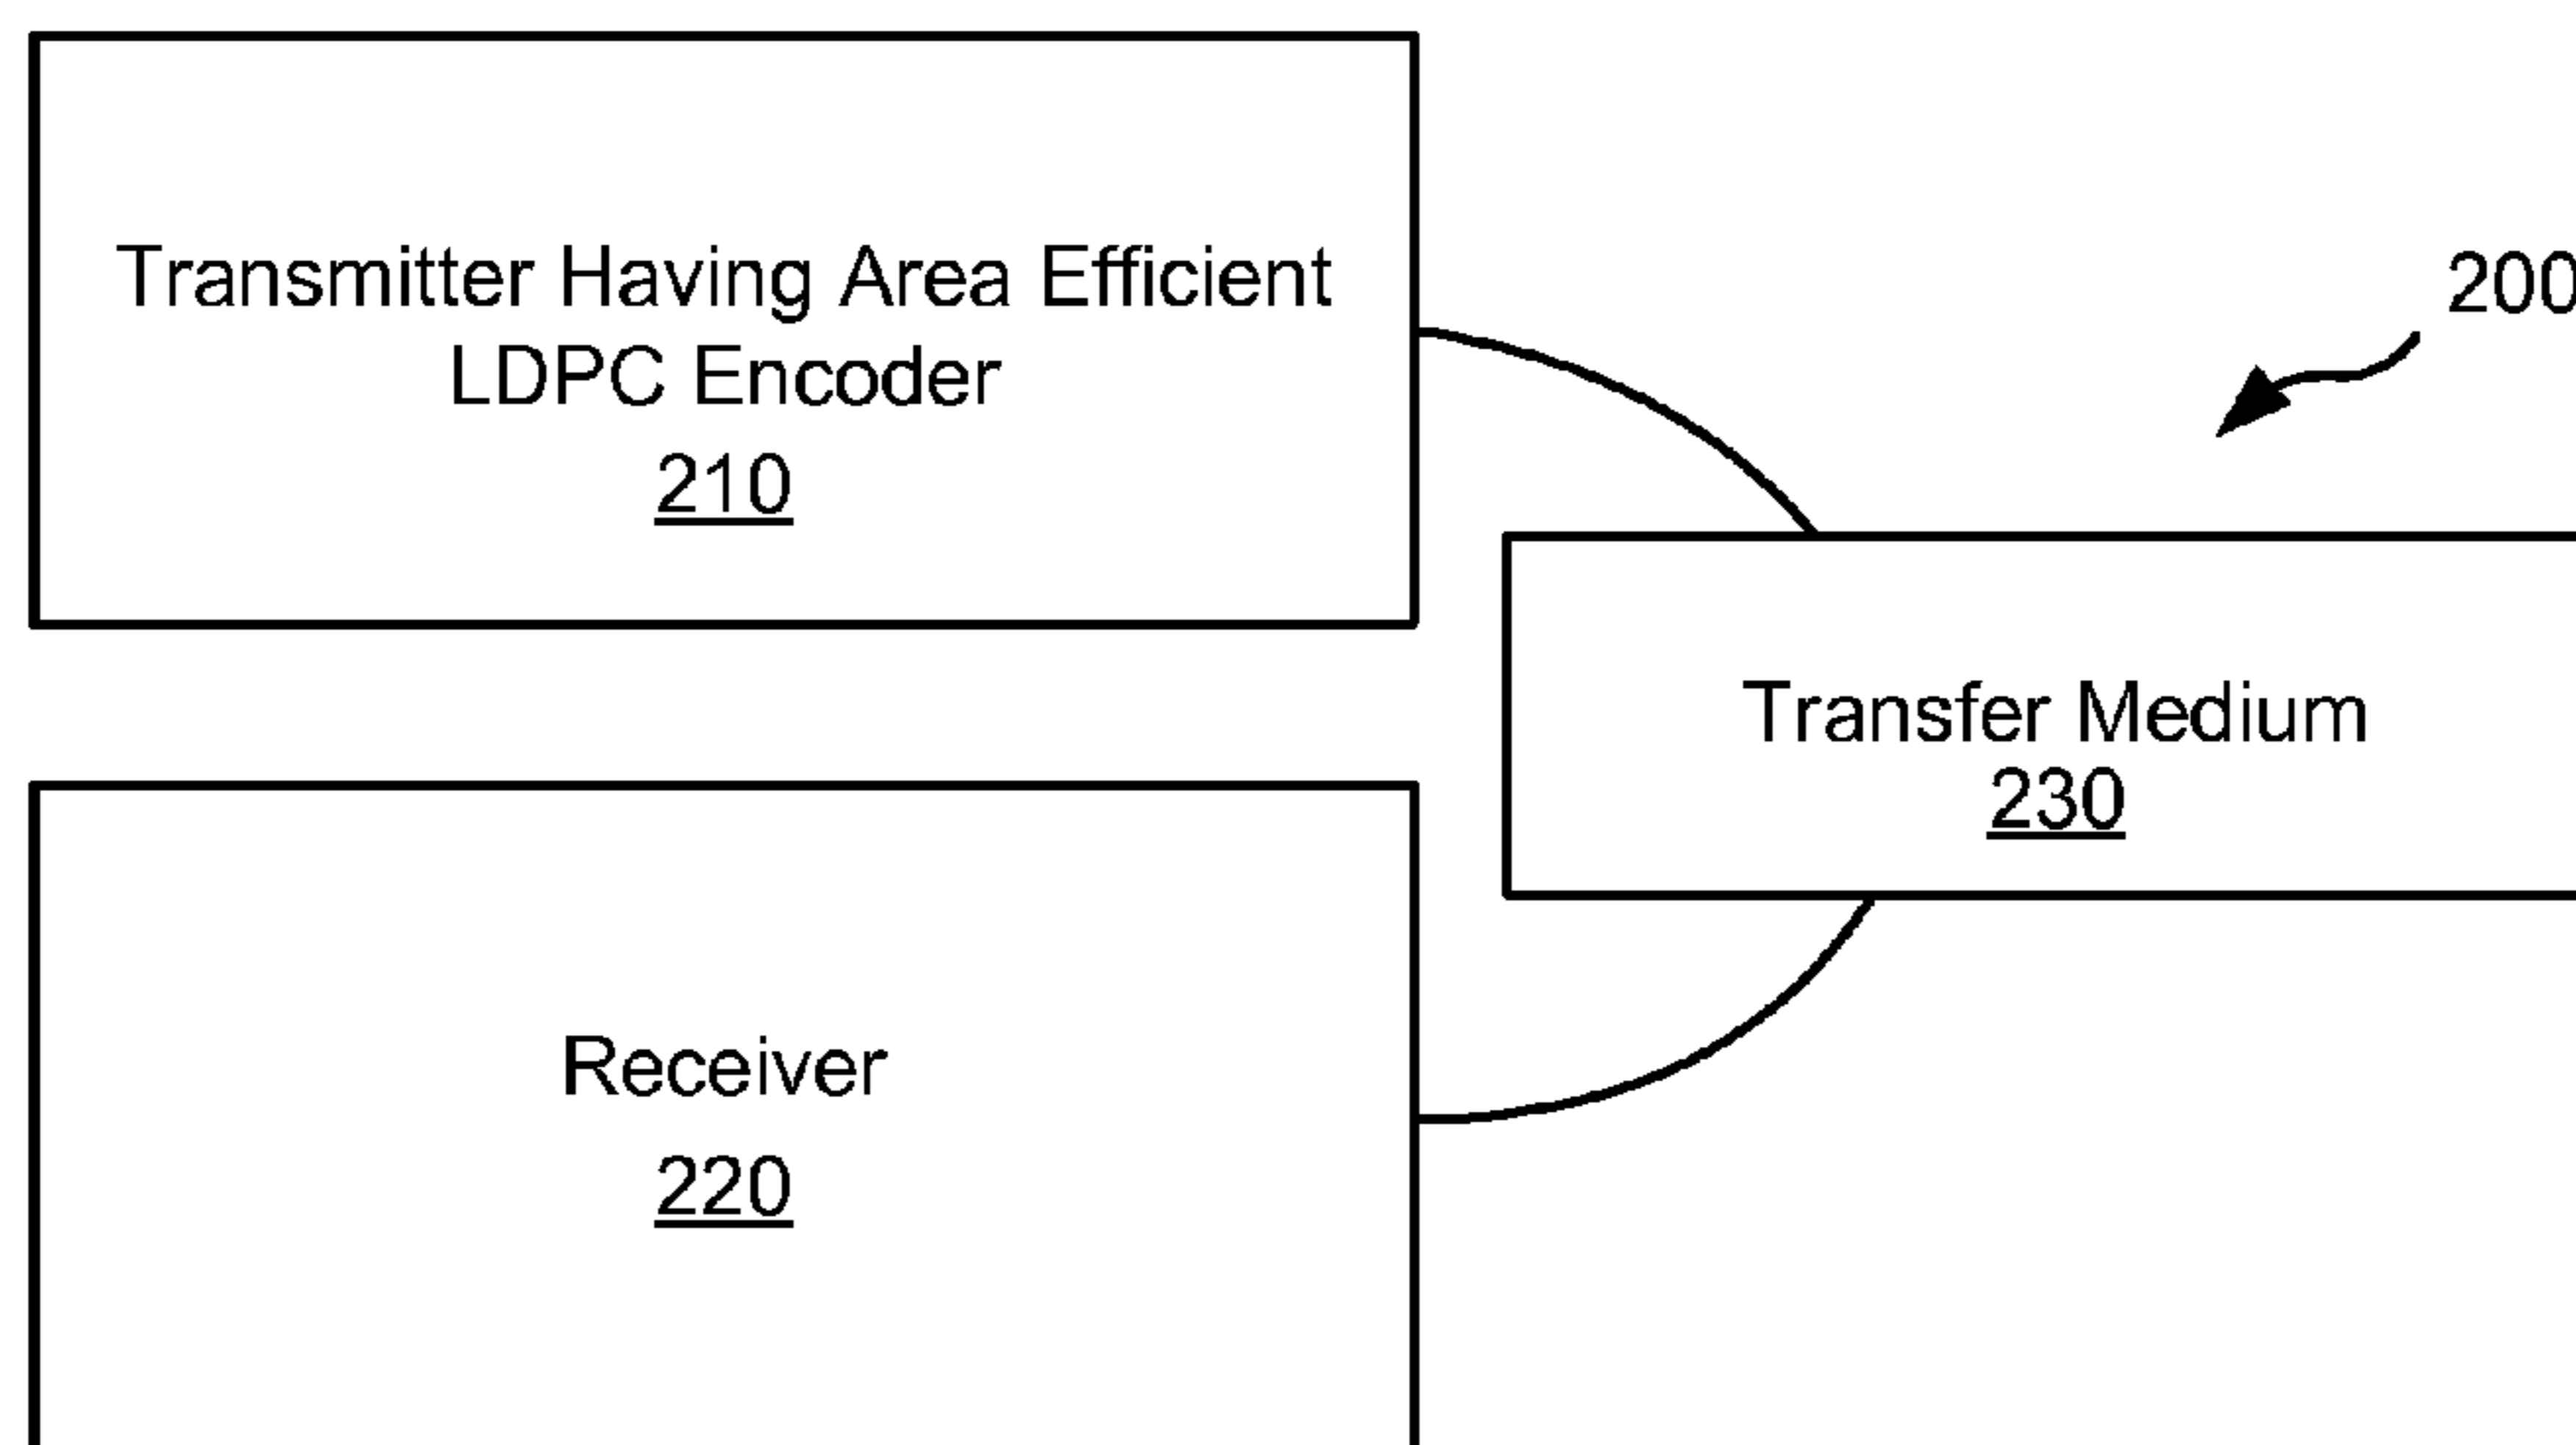 Transmitter Having Area Efficient
LDPC Encoder
210
200
Transfer Medium
230
Receiver
220